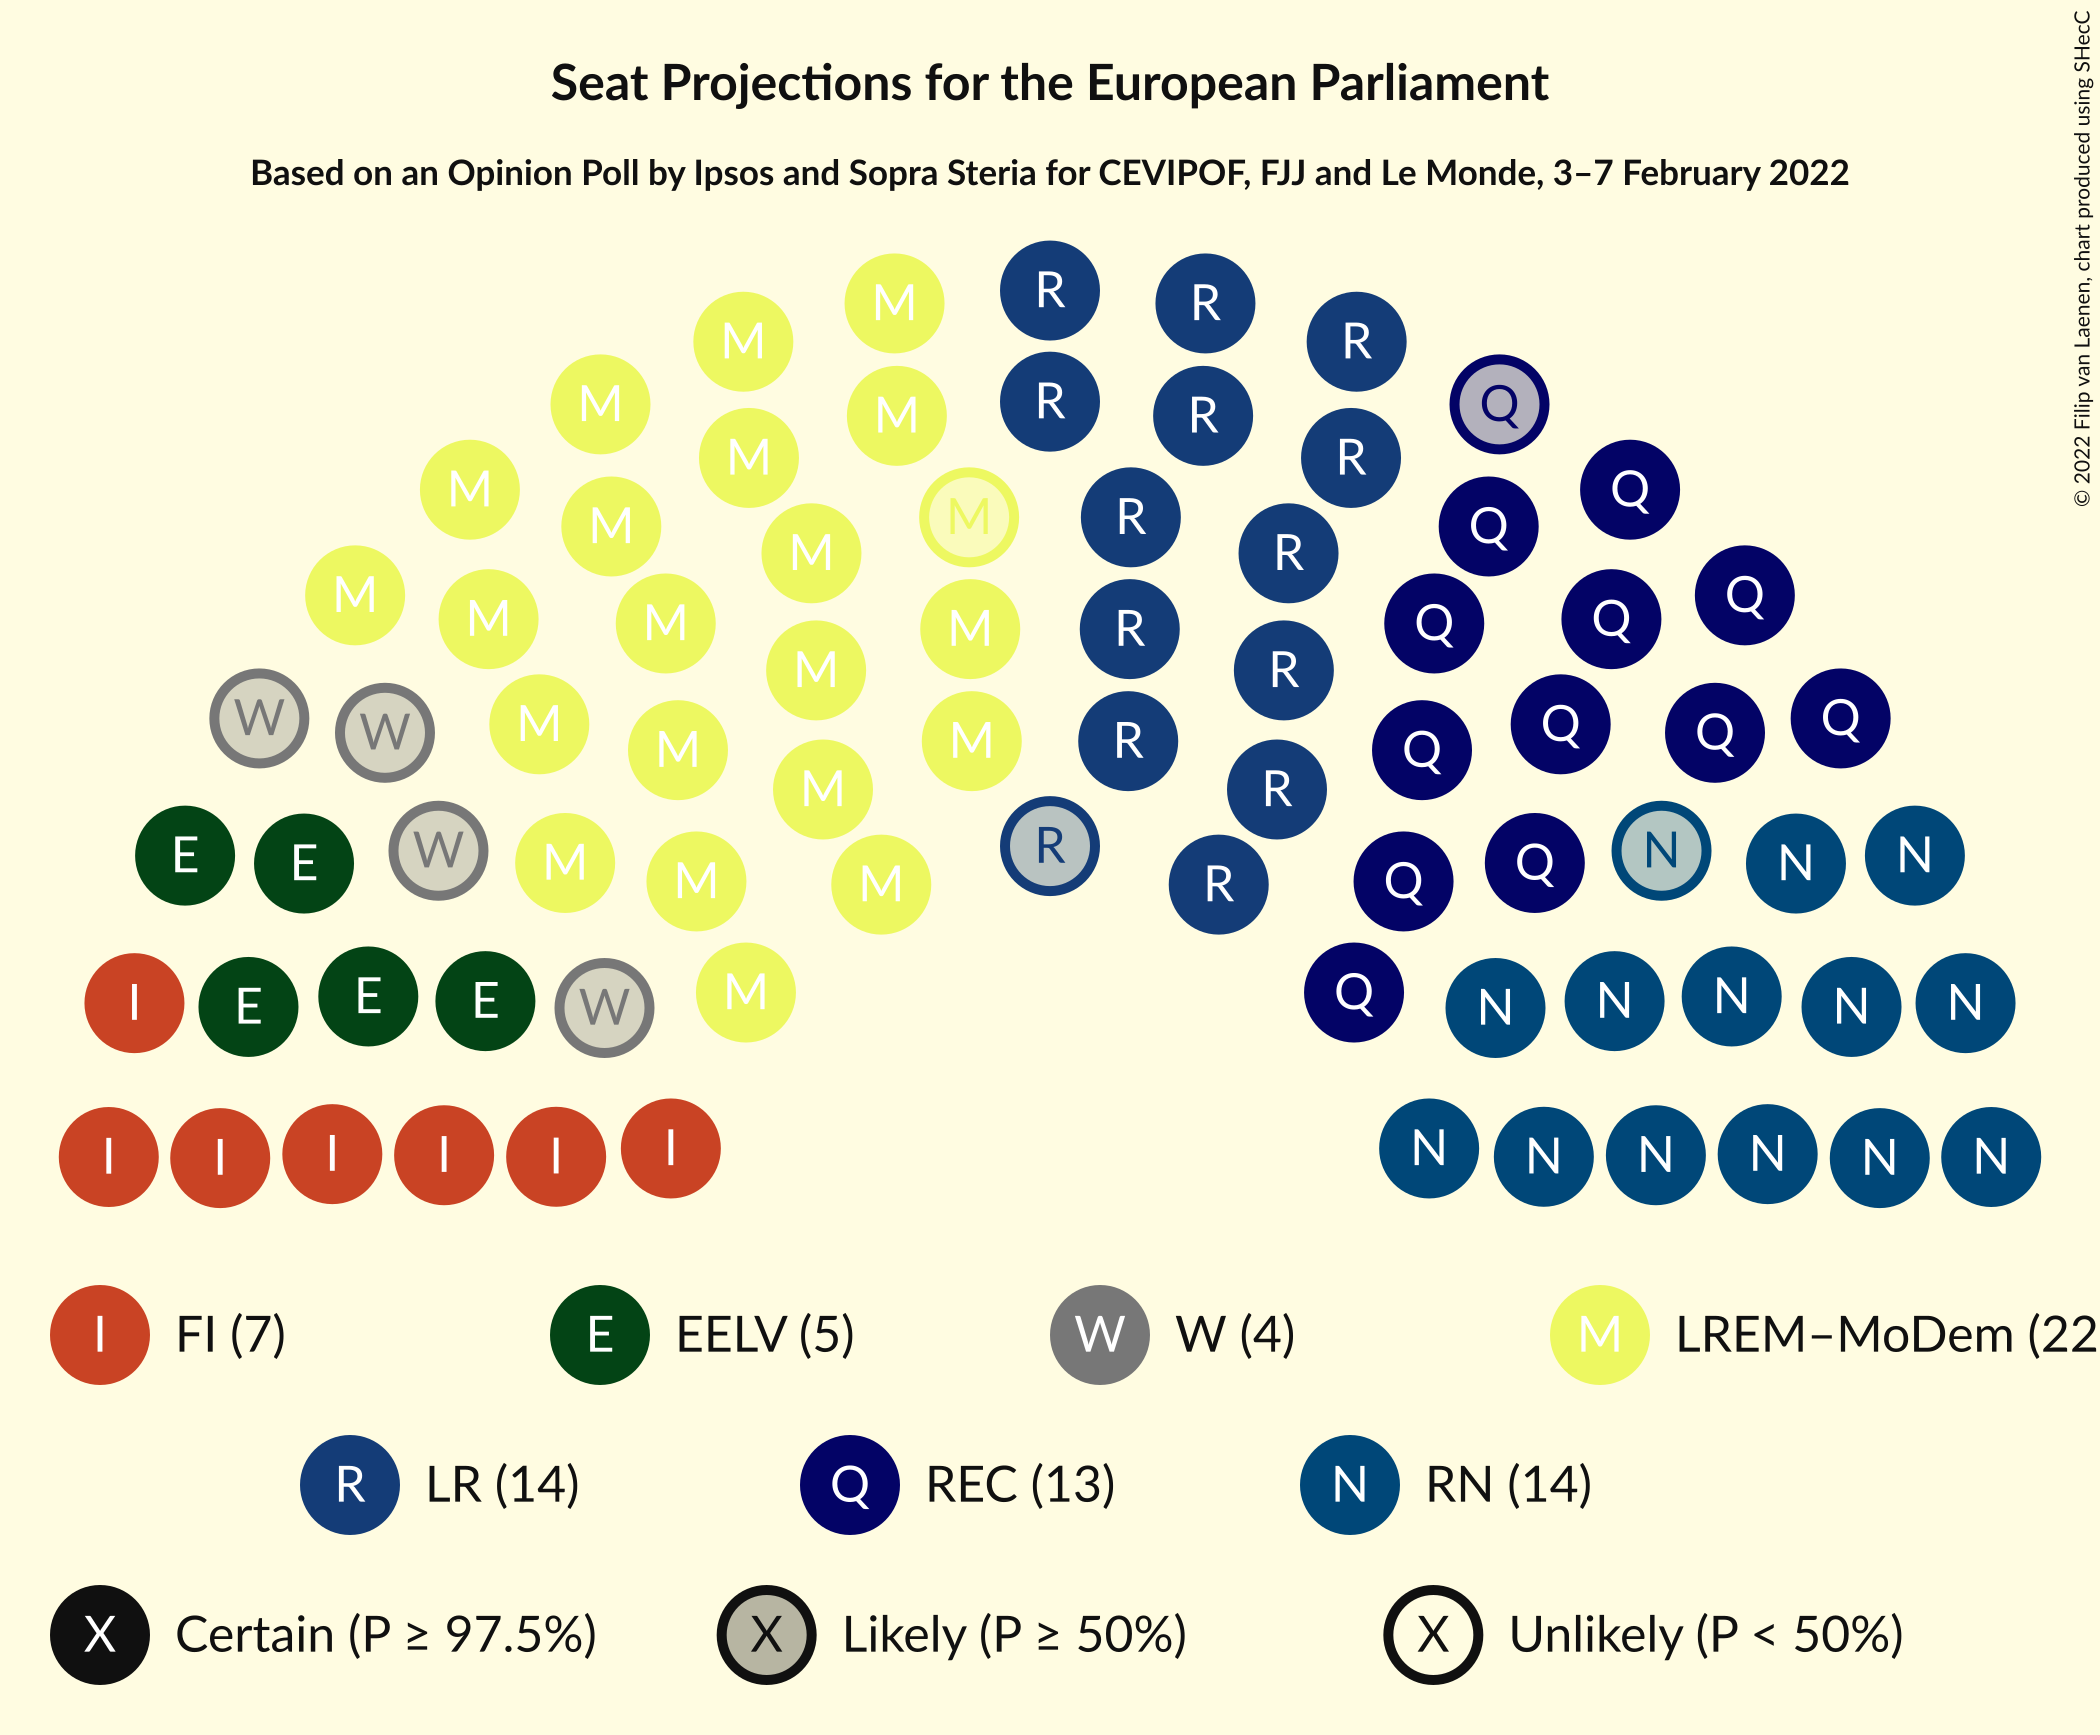 Seat Projections for the European Parliament
Based on an Opinion Poll by Ipsos and Sopra Steria for CEVIPOF, FJJ and Le Monde, 3–7 February 2022
© 2022 Filip van Laenen, chart produced using SHecC
R
M R
M R
R
M M R
M Q
M R
M Q
M R
M Q
M R
M Q
M M Q
M R
M Q
M R
W M Q Q
W M Q
M R
M R
R
E W N N
E M Q N
M R
M Q
I E E E W M Q N N N N N
I I I I I I N N N N N N
I FI (7) E EELV (5) W W (4) M LREM–MoDem (22
R LR (14) Q REC (13) N RN (14)
X Certain (P ≥ 97.5%) X Likely (P ≥ 50%) X Unlikely (P < 50%)